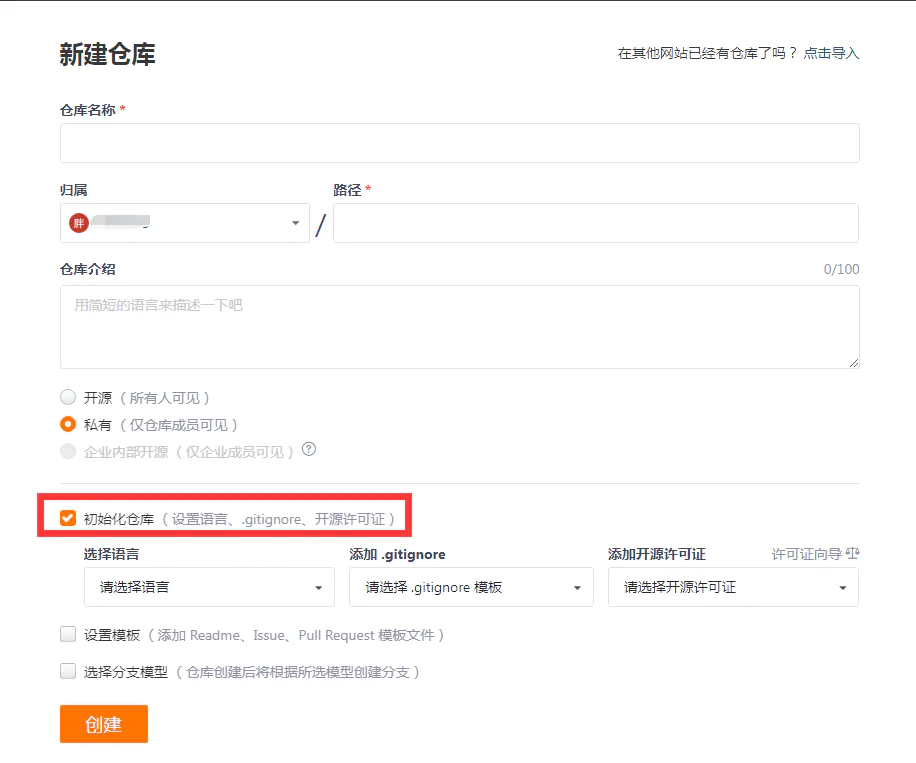 新建仓库
在其他网站已经有仓库了吗？ 点击导入
仓库名称 *
归属
路径 *
胖
/
仓库介绍
0/100
用简短的语言来描述一下吧
开源（所有人可见）
私有（仅仓库成员可见）
企业内部开源（仅企业成员可见） ?
初始化仓库（设置语言、.gitignore、开源许可证）
选择语言
添加 .gitignore
添加开源许可证
许可证向导
请选择语言
请选择 .gitignore 模板
请选择开源许可证
设置模板（添加 Readme、Issue、Pull Request 模板文件）
选择分支模型（仓库创建后将根据所选模型创建分支）
创建